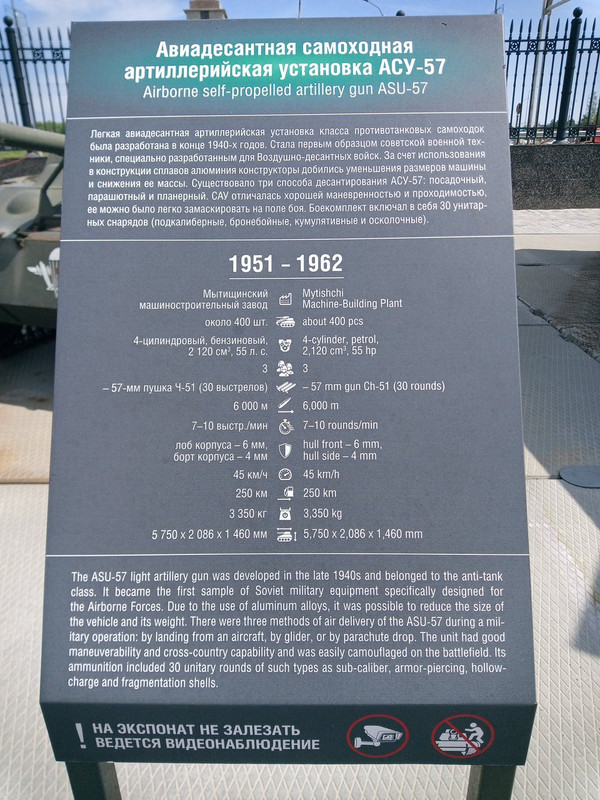 Авиадесантная самоходная
артиллерийская установка АСУ-57
Airborne self-propelled artillery gun ASU-57
Легкая авиадесантная артиллерийская установка класса противотанковых самоходок
была разработана в конце 1940-х годов. Стала первым образцом советской военной тех-
ники, специально разработанным для Воздушно-десантных войск. За счет использования
в конструкции сплавов алюминия конструкторы добились уменьшения размеров машины
и снижения ее массы. Существовало три способа десантирования АСУ-57: посадочный,
парашютный и планерный. САУ отличалась хорошей маневренностью и проходимостью,
ее можно было легко замаскировать на поле боя. Боекомплект включал в себя 30 унитар-
ных снарядов (подкалиберные, бронебойные, кумулятивные и осколочные).
1951 – 1962
Мытищинский Mytishchi
машиностроительный завод Machine-Building Plant
около 400 шт. about 400 pcs
4-цилиндровый, бензиновый, 4-cylinder, petrol,
2 120 см³, 55 л. с. 2,120 cm³, 55 hp
3 3
– 57-мм пушка Ч-51 (30 выстрелов) – 57 mm gun Ch-51 (30 rounds)
6 000 м 6,000 m
7–10 выстр./мин 7–10 rounds/min
лоб корпуса – 6 мм, hull front – 6 mm,
борт корпуса – 4 мм hull side – 4 mm
45 км/ч 45 km/h
250 км 250 km
3 350 кг 3,350 kg
5 750 x 2 086 x 1 460 мм 5,750 x 2,086 x 1,460 mm
The ASU-57 light artillery gun was developed in the late 1940s and belonged to the anti-tank
class. It became the first sample of Soviet military equipment specifically designed for
the Airborne Forces. Due to the use of aluminum alloys, it was possible to reduce the size of
the vehicle and its weight. There were three methods of air delivery of the ASU-57 during a mil-
itary operation: by landing from an aircraft, by glider, or by parachute drop. The unit had good
maneuverability and cross-country capability and was easily camouflaged on the battlefield. Its
ammunition included 30 unitary rounds of such types as sub-caliber, armor-piercing, hollow-
charge and fragmentation shells.
! НА ЭКСПОНАТ НЕ ЗАЛЕЗАТЬ
ВЕДЕТСЯ ВИДЕОНАБЛЮДЕНИЕ